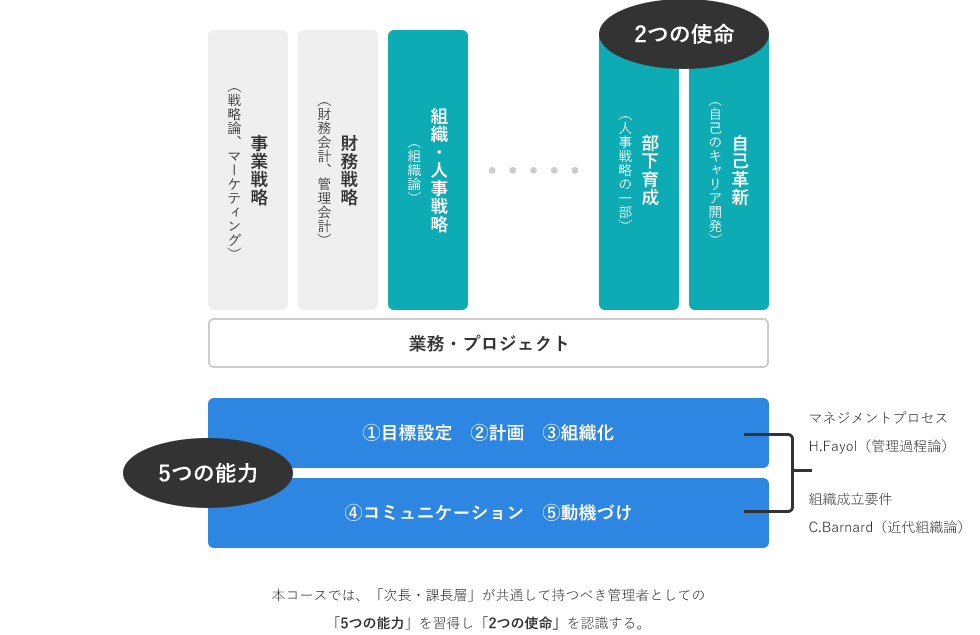 2つの使命
事業戦略
（戦略論、マーケティング）
財務戦略
（財務会計、管理会計）
組織・人事戦略
（組織論）
部下育成
（人事戦略の一部）
自己革新
（自己のキャリア開発）
業務・プロジェクト
5つの能力
①目標設定　②計画　③組織化
④コミュニケーション　⑤動機づけ
マネジメントプロセス
H.Fayol（管理過程論）
組織成立要件
C.Barnard（近代組織論）
本コースでは、「次長・課長層」が共通して持つべき管理者としての
「5つの能力」を習得し「2つの使命」を認識する。